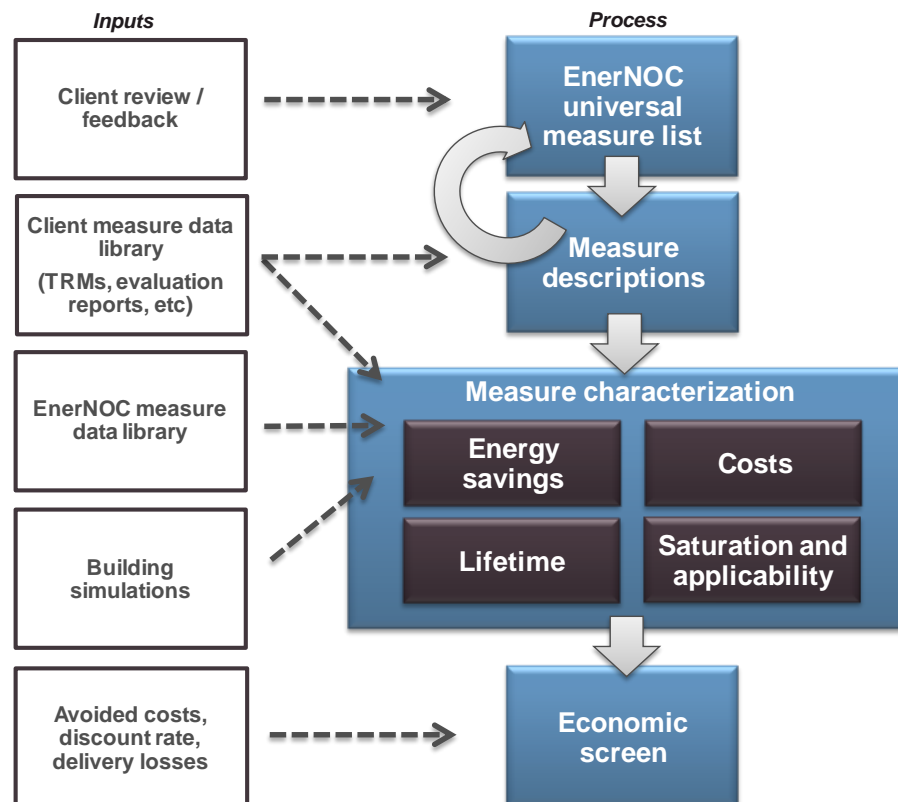 Inputs
Process
Client review /
feedback
EnerNOC
universal
measure list
Client measure data
library
(TRMs, evaluation
reports, etc)
Measure
descriptions
EnerNOC measure
data library
Measure characterization
Energy
savings
Costs
Lifetime
Saturation and
applicability
Building
simulations
Avoided costs,
discount rate,
delivery losses
Economic
screen